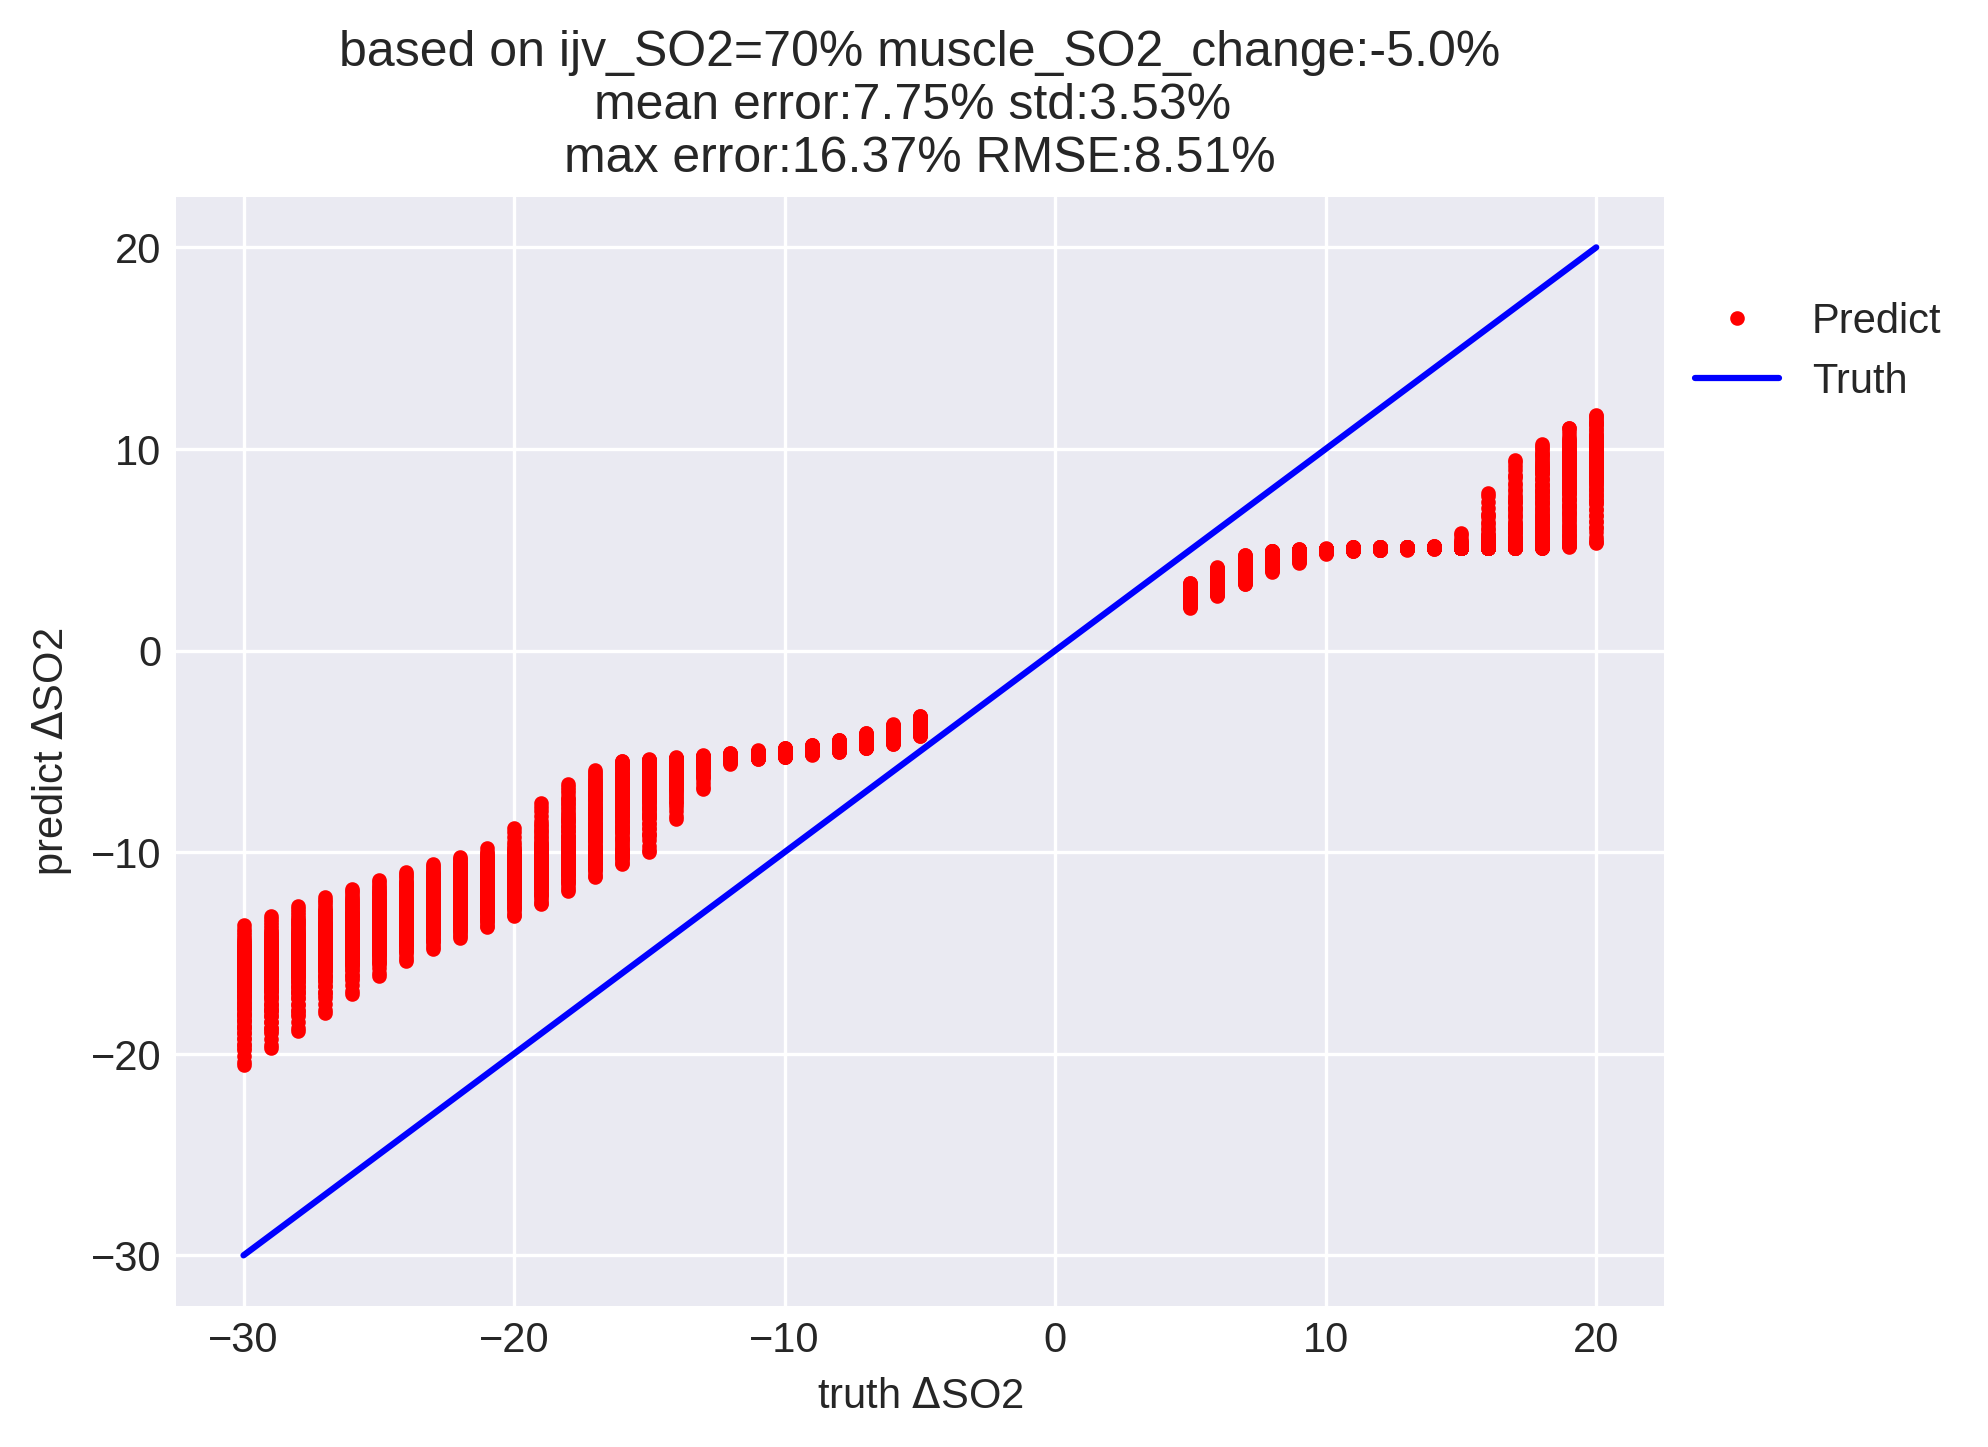 based on ijv_SO2=70% muscle_SO2_change:-5.0%
mean error:7.75% std:3.53%
max error:16.37% RMSE:8.51%
20
10
0
−10
−20
−30
predict ΔSO2
−30
−20
−10
0
10
20
truth ΔSO2
Predict
Truth